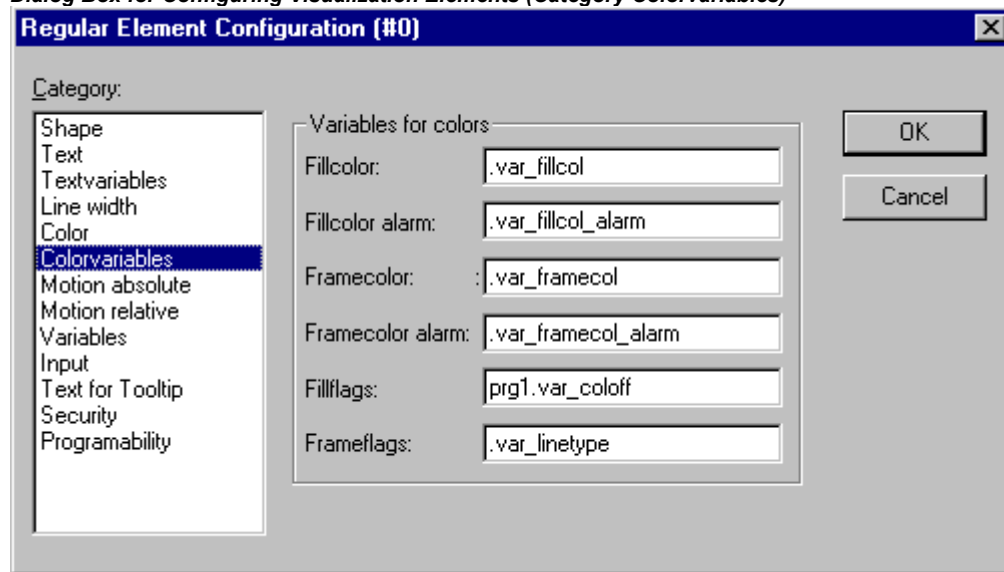 Dialog Box for Configuring Visualization Elements (Category Colorvariables)
Regular Element Configuration (#0)
Category:
Shape
Text
Textvariables
Line width
Color
Colorvariables
Motion absolute
Motion relative
Variables
Input
Text for Tooltip
Security
Programability
Variables for colors
Fillcolor: .var_fillcol
Fillcolor alarm: .var_fillcol_alarm
Framecolor: : .var_framecol
Framecolor alarm: .var_framecol_alarm
Fillflags: prg1.var_coloff
Frameflags: .var_linetype
OK
Cancel